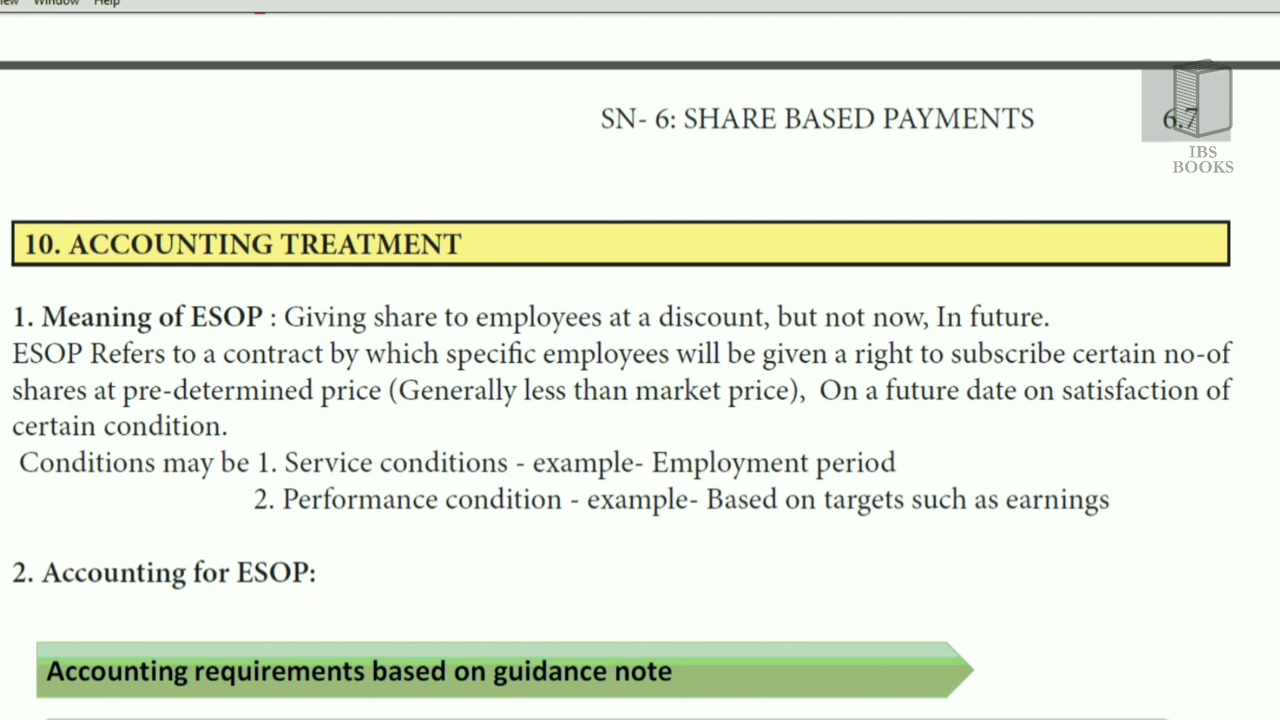 Window Help
SN- 6: SHARE BASED PAYMENTS 6.7
IBS
BOOKS
10. ACCOUNTING TREATMENT
1. Meaning of ESOP : Giving share to employees at a discount, but not now, In future.
ESOP Refers to a contract by which specific employees will be given a right to subscribe certain no-of
shares at pre-determined price (Generally less than market price), On a future date on satisfaction of
certain condition.
Conditions may be 1. Service conditions - example- Employment period
2. Performance condition - example- Based on targets such as earnings
2. Accounting for ESOP:
Accounting requirements based on guidance note